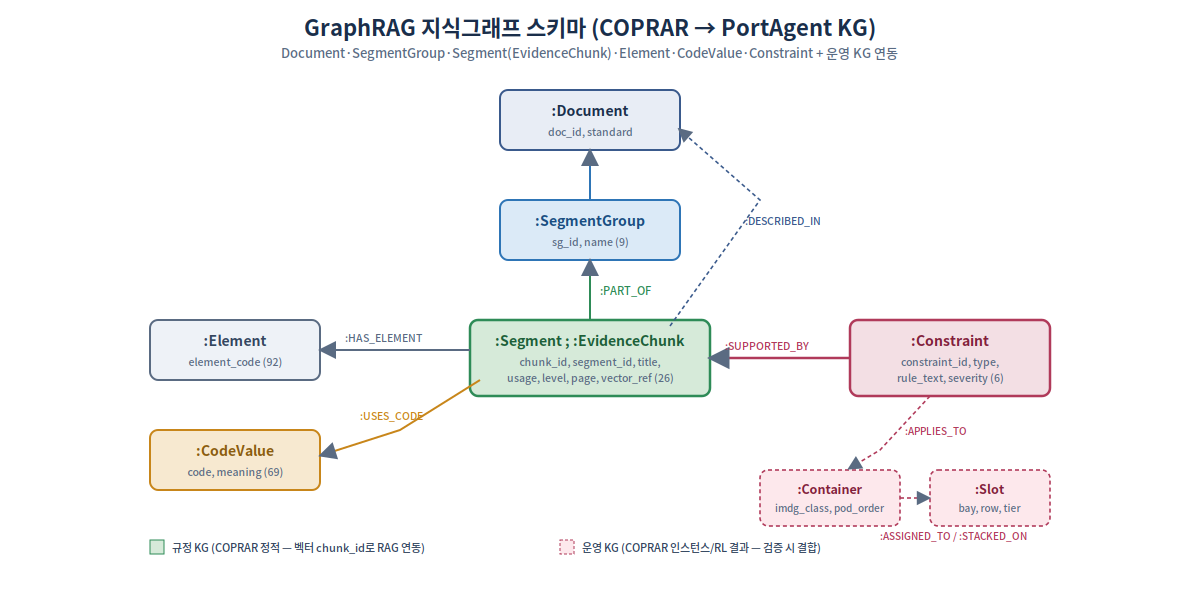 GraphRAG 지식그래프 스키마 (COPRAR → PortAgent KG)
Document·SegmentGroup·Segment(EvidenceChunk)·Element·CodeValue·Constraint + 운영 KG 연동
:Document
doc_id, standard
:SegmentGroup
sg_id, name (9)
:DESCRIBED_IN
:PART_OF
:Element
element_code (92)
:HAS_ELEMENT
:Segment ; :EvidenceChunk
chunk_id, segment_id, title,
usage, level, page, vector_ref (26)
:SUPPORTED_BY
:Constraint
constraint_id, type,
rule_text, severity (6)
:USES_CODE
:APPLIES_TO
:CodeValue
code, meaning (69)
:Container
imdg_class, pod_order
:Slot
bay, row, tier
:ASSIGNED_TO / :STACKED_ON
규정 KG (COPRAR 정적 — 벡터 chunk_id로 RAG 연동)
운영 KG (COPRAR 인스턴스/RL 결과 — 검증 시 결합)